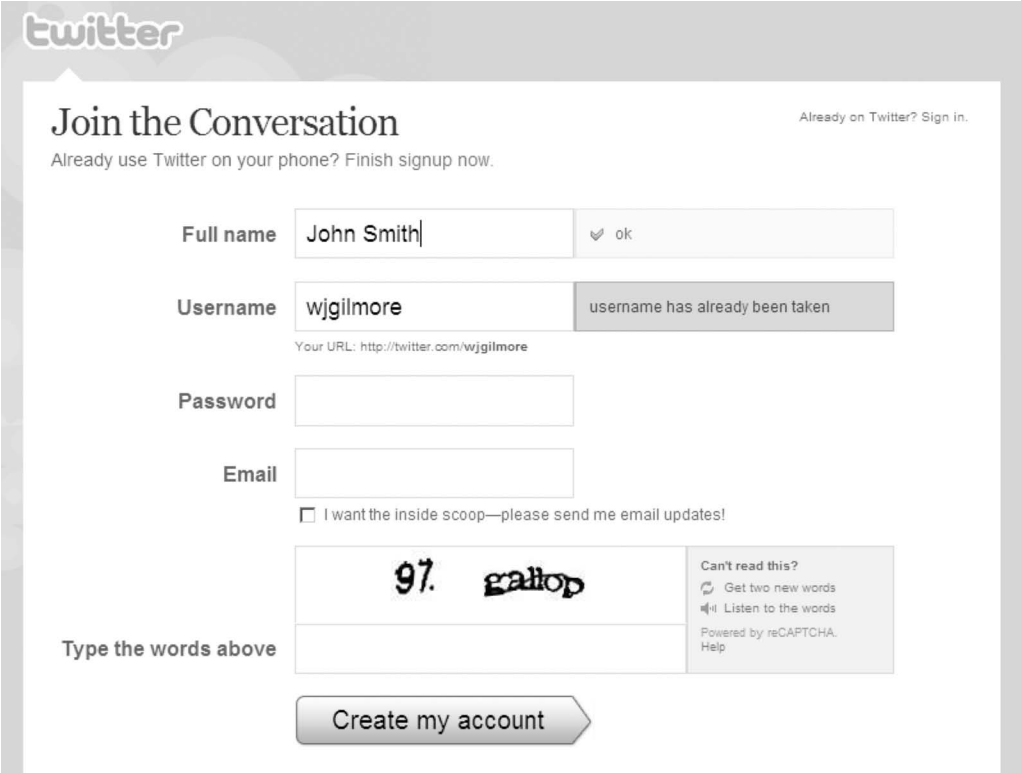 twitter
Join the Conversation
Already on Twitter? Sign in.
Already use Twitter on your phone? Finish signup now.
Full name
John Smith
ok
Username
wjgilmore
username has already been taken
Your URL: http://twitter.com/wjgilmore
Password
Email
I want the inside scoop—please send me email updates!
97. gallop
Can't read this?
Get two new words
Listen to the words
Powered by reCAPTCHA.
Help
Type the words above
Create my account